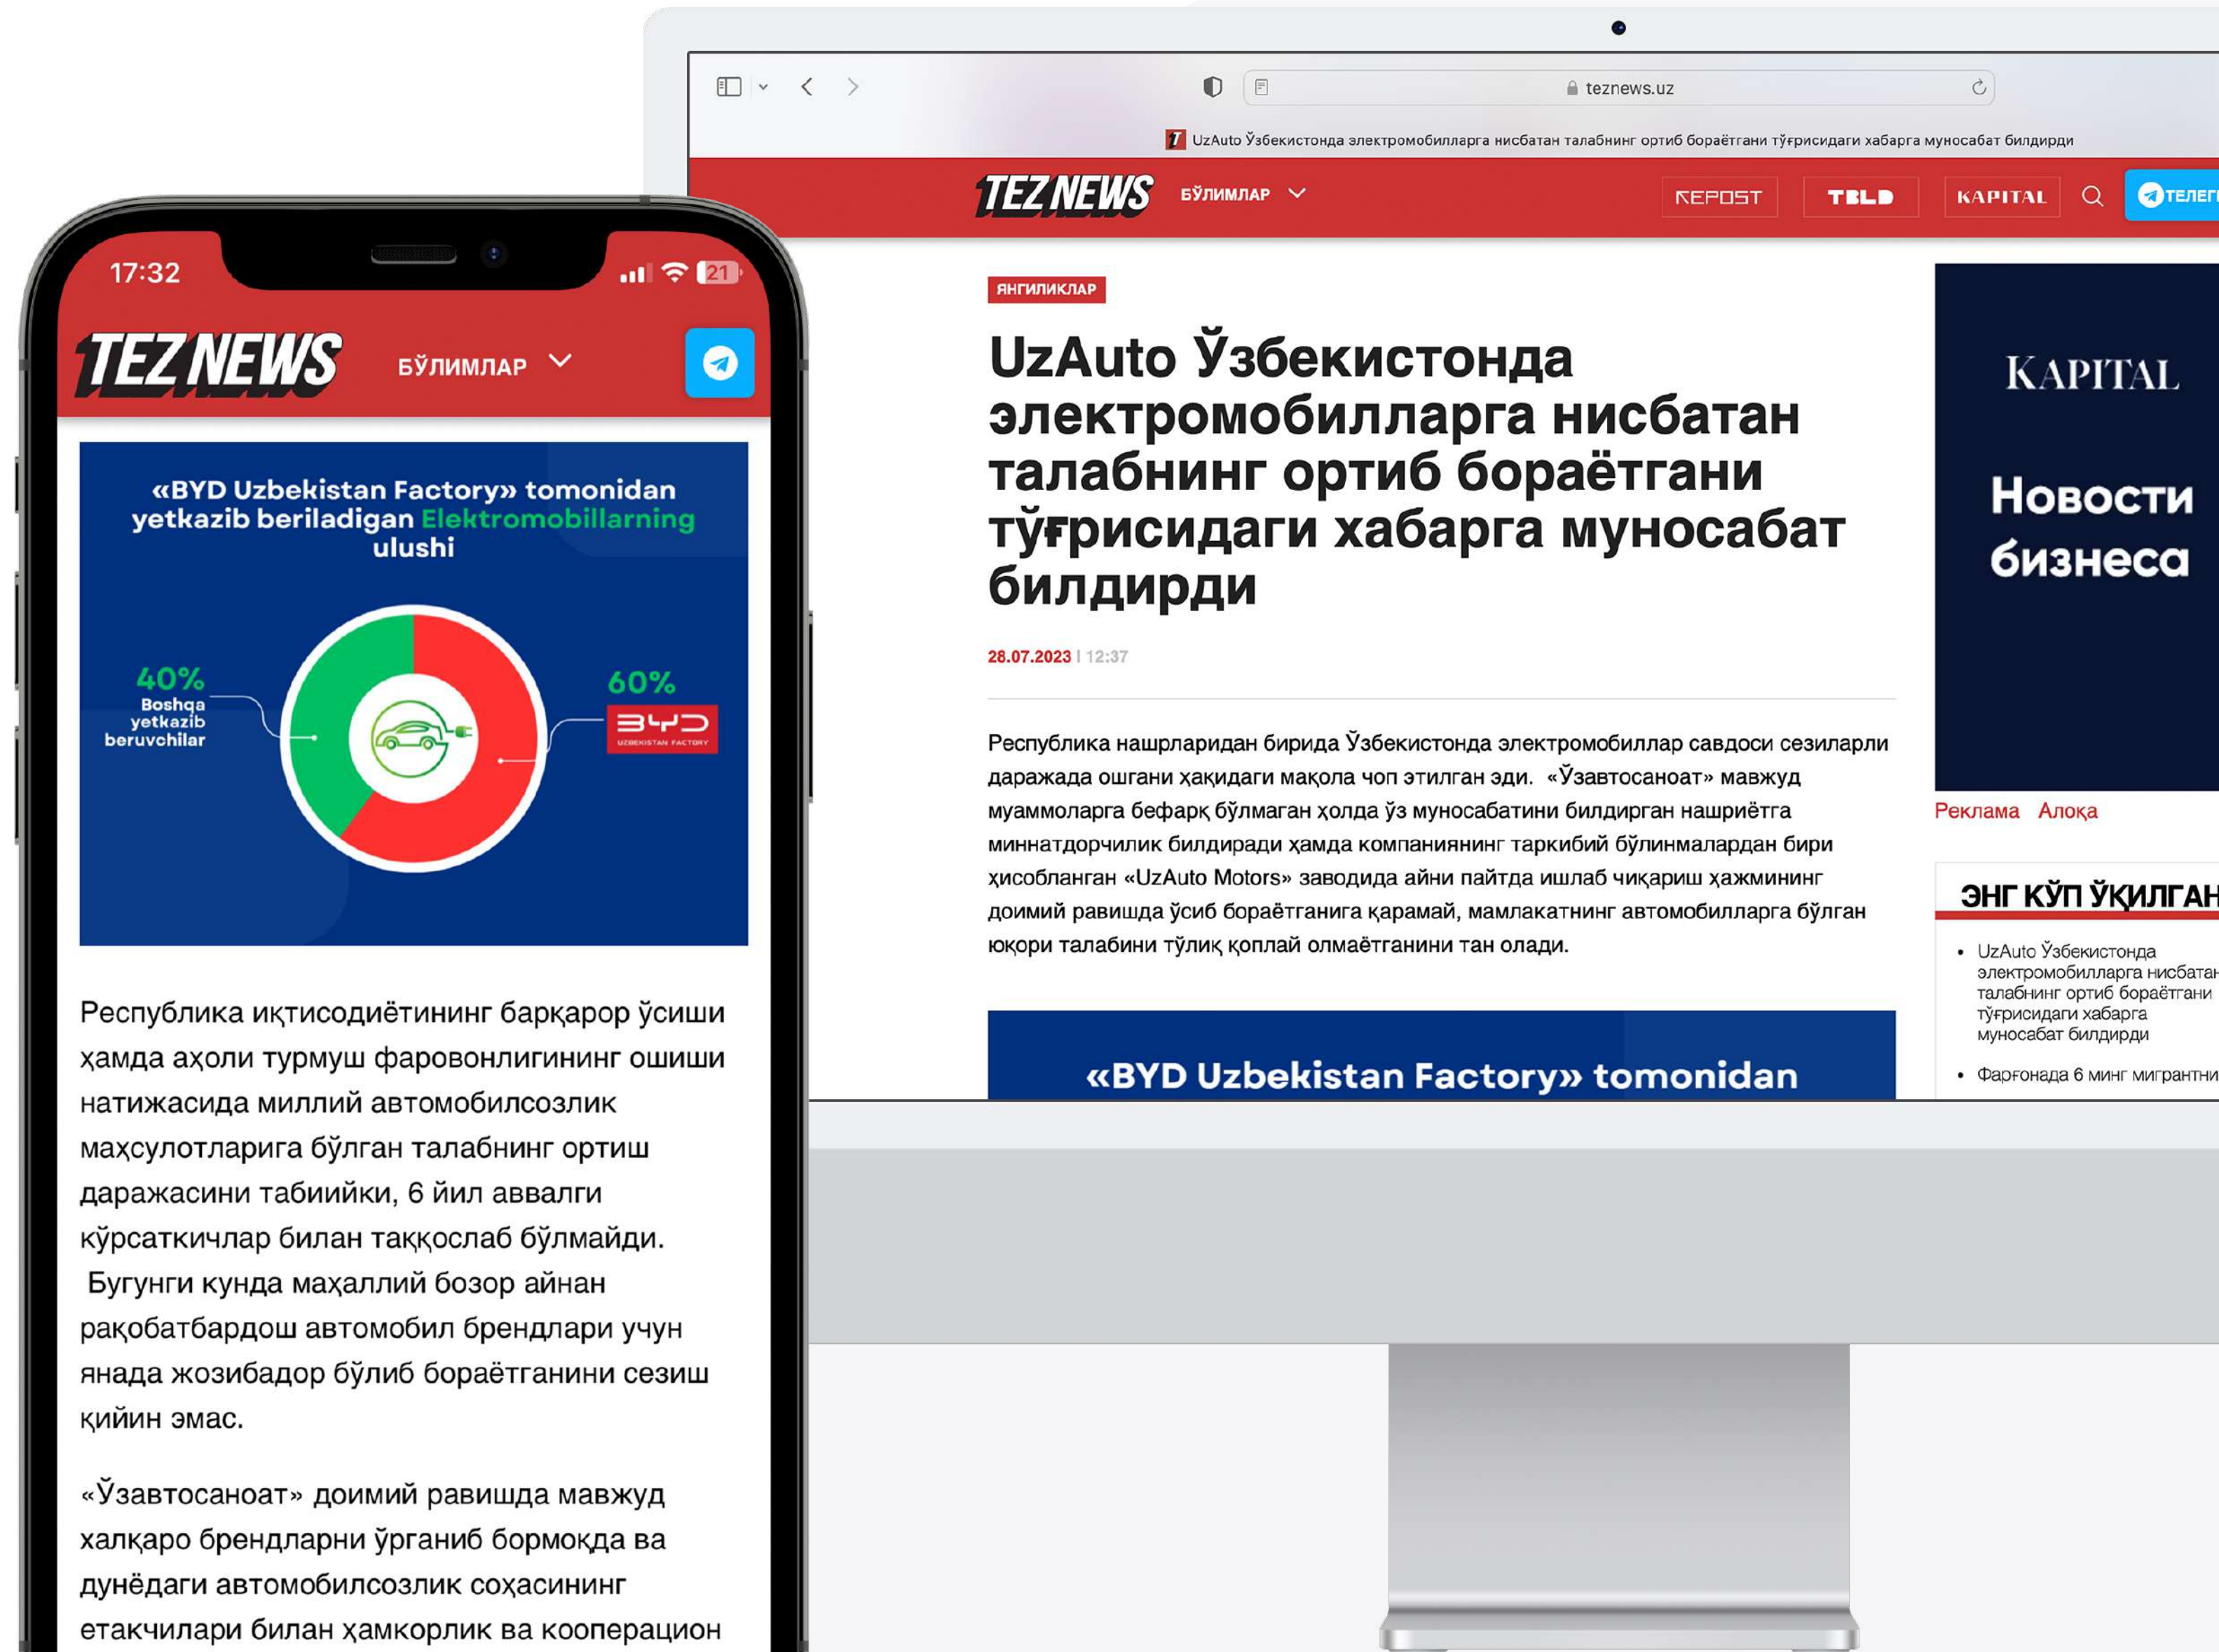 17:32
21
TEZ NEWS
БЎЛИМЛАР
«BYD Uzbekistan Factory» tomonidan
yetkazib beriladigan Elektromobillarning
ulushi
40%
Boshqa
yetkazib
beruvchilar
60%
BYD
UZBEKISTAN FACTORY
Республика иқтисодиётининг барқарор ўсиши
ҳамда аҳоли турмуш фаровонлигининг ошиши
натижасида миллий автомобилсозлик
маҳсулотларига бўлган талабнинг ортиш
даражасини табиийки, 6 йил аввалги
кўрсаткичлар билан таққослаб бўлмайди.
Бугунги кунда маҳаллий бозор айнан
рақобатбардош автомобил брендлари учун
янада жозибадор бўлиб бораётганини сезиш
қийин эмас.
«Ўзавтосаноат» доимий равишда мавжуд
халқаро брендларни ўрганиб бормоқда ва
дунёдаги автомобилсозлик соҳасининг
етакчилари билан ҳамкорлик ва кооперацион
teznews.uz
UzAuto Ўзбекистонда электромобилларга нисбатан талабнинг ортиб бораётгани тўғрисидаги хабарга муносабат билдирди
TEZ NEWS
БЎЛИМЛАР
REPOST
TBLD
KAPITAL
ТЕЛЕГ
ЯНГИЛИКЛАР
UzAuto Ўзбекистонда
электромобилларга нисбатан
талабнинг ортиб бораётгани
тўғрисидаги хабарга муносабат
билдирди
28.07.2023 | 12:37
Республика нашрларидан бирида Ўзбекистонда электромобиллар савдоси сезиларли
даражада ошгани ҳақидаги мақола чоп этилган эди. «Ўзавтосаноат» мавжуд
муаммоларга бефарқ бўлмаган ҳолда ўз муносабатини билдирган нашриётга
миннатдорчилик билдиради ҳамда компаниянинг таркибий бўлинмалардан бири
ҳисобланган «UzAuto Motors» заводида айни пайтда ишлаб чиқариш ҳажмининг
доимий равишда ўсиб бораётганига қарамай, мамлакатнинг автомобилларга бўлган
юқори талабини тўлиқ қоплай олмаётганини тан олади.
«BYD Uzbekistan Factory» tomonidan
KAPITAL
Новости
бизнеса
Реклама Алоқа
ЭНГ КЎП ЎҚИЛГАН
• UzAuto Ўзбекистонда
электромобилларга нисбатан
талабнинг ортиб бораётгани
тўғрисидаги хабарга
муносабат билдирди
• Фарғонада 6 минг мигрантни